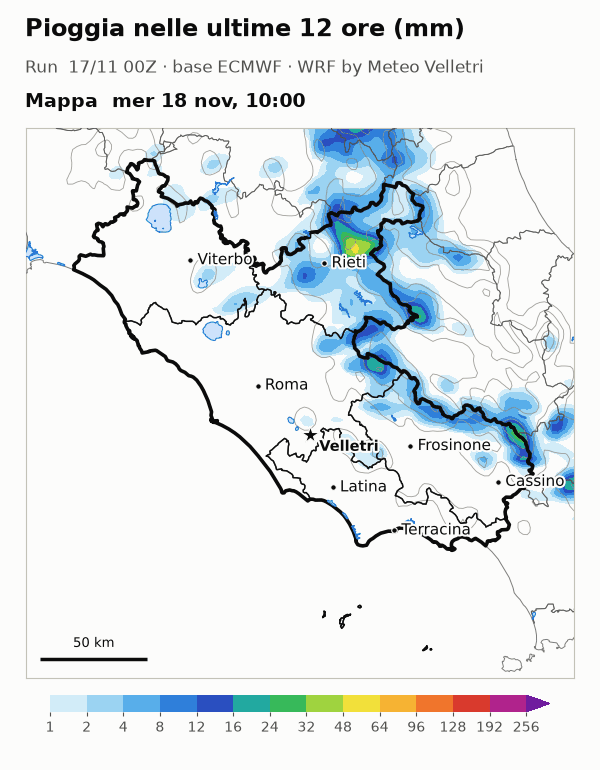 Pioggia nelle ultime 12 ore (mm)
Run  17/11 00Z · base ECMWF · WRF by Meteo Velletri
Mappa  mer 18 nov, 10:00
Viterbo
Rieti
Roma
Velletri
Frosinone
Latina
Cassino
Terracina
50 km
1 2 4 8 12 16 24 32 48 64 96 128 192 256